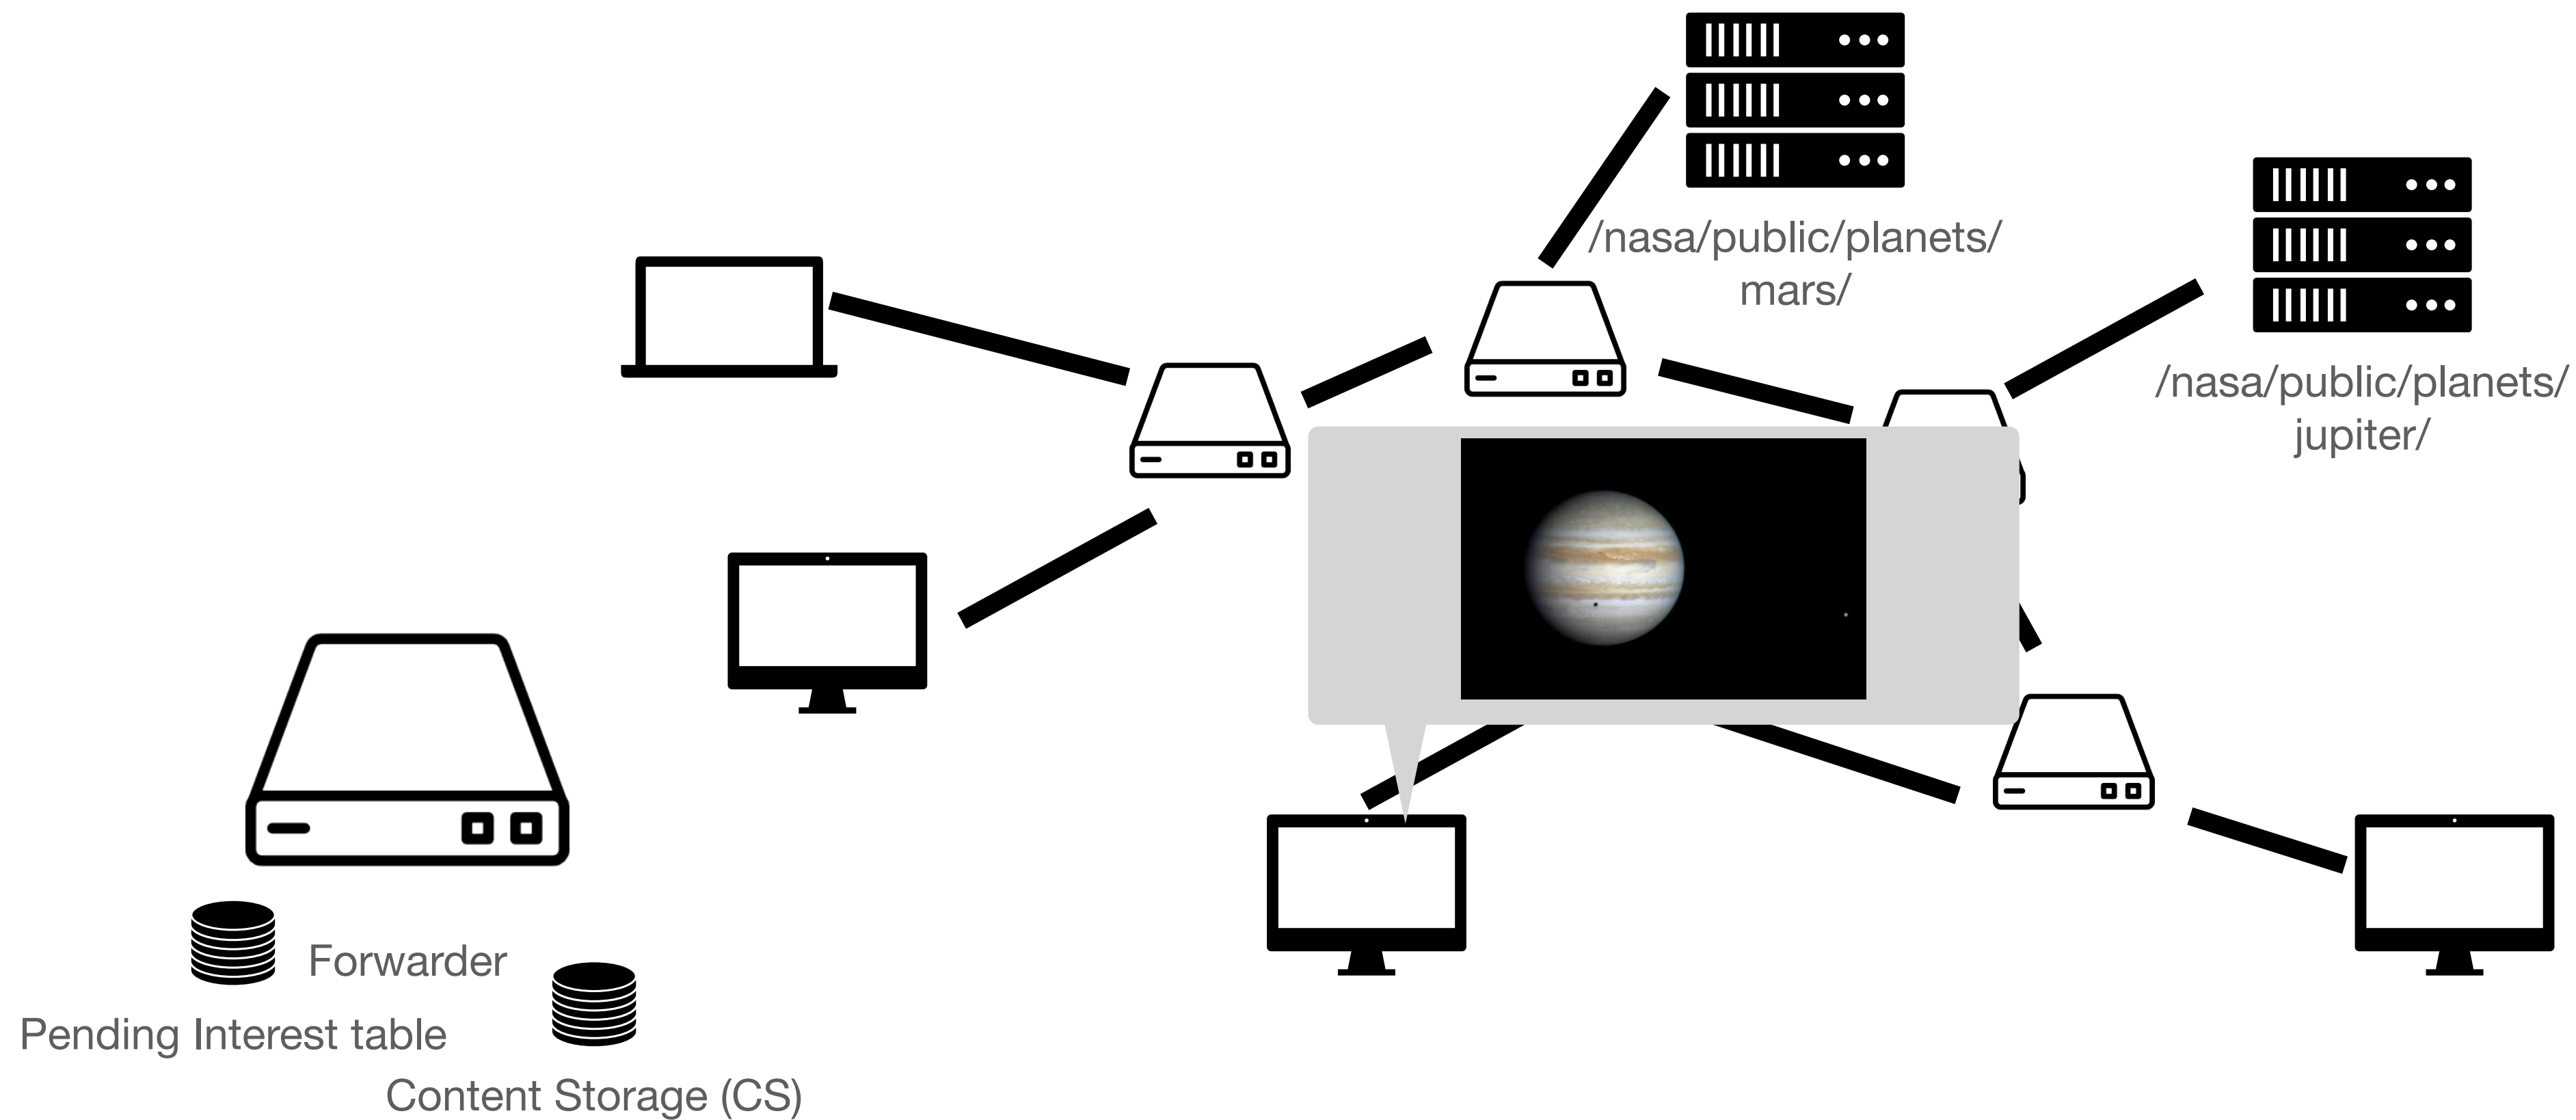 /nasa/public/planets/
mars/
/nasa/public/planets/
jupiter/
Forwarder
Pending Interest table
Content Storage (CS)